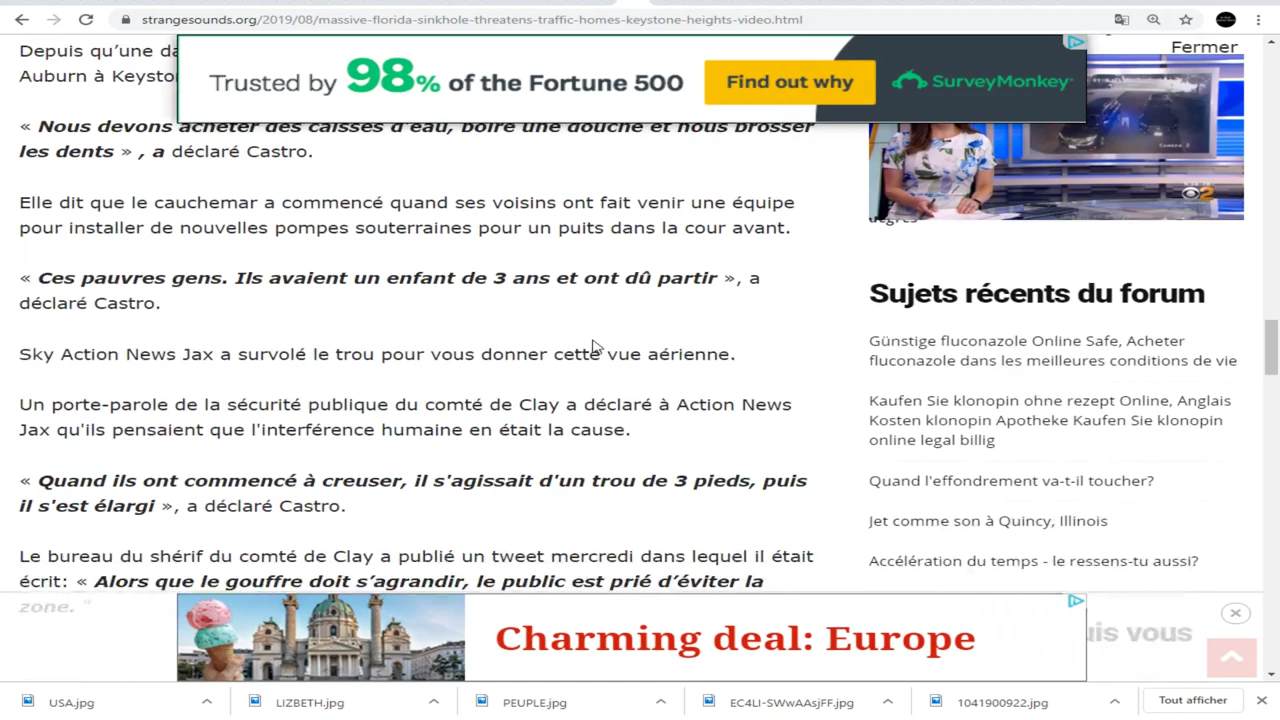 strangesounds.org/2019/08/massive-florida-sinkhole-threatens-traffic-homes-keystone-heights-video.html
Fermer
Depuis qu’une
Auburn à
Trusted by 98% of the Fortune 500
Find out why
SurveyMonkey
« Nous devons acheter des caisses d'eau, boire une douche et nous brosser
les dents » , a déclaré Castro.
Elle dit que le cauchemar a commencé quand ses voisins ont fait venir une équipe
pour installer de nouvelles pompes souterraines pour un puits dans la cour avant.
« Ces pauvres gens. Ils avaient un enfant de 3 ans et ont dû partir », a
déclaré Castro.
Sky Action News Jax a survolé le trou pour vous donner cette vue aérienne.
Un porte-parole de la sécurité publique du comté de Clay a déclaré à Action News
Jax qu'ils pensaient que l'interférence humaine en était la cause.
« Quand ils ont commencé à creuser, il s'agissait d'un trou de 3 pieds, puis
il s'est élargi », a déclaré Castro.
Le bureau du shérif du comté de Clay a publié un tweet mercredi dans lequel il était
écrit: « Alors que le gouffre doit s’agrandir, le public est prié d’éviter la
zone. "
2
Sujets récents du forum
Günstige fluconazole Online Safe, Acheter
fluconazole dans les meilleures conditions de vie
Kaufen Sie klonopin ohne rezept Online, Anglais
Kosten klonopin Apotheke Kaufen Sie klonopin
online legal billig
Quand l'effondrement va-t-il toucher?
Jet comme son à Quincy, Illinois
Accélération du temps - le ressens-tu aussi?
vous
Charming deal: Europe
USA.jpg
LIZBETH.jpg
PEUPLE.jpg
EC4LI-SWwAAsjFF.jpg
1041900922.jpg
Tout afficher